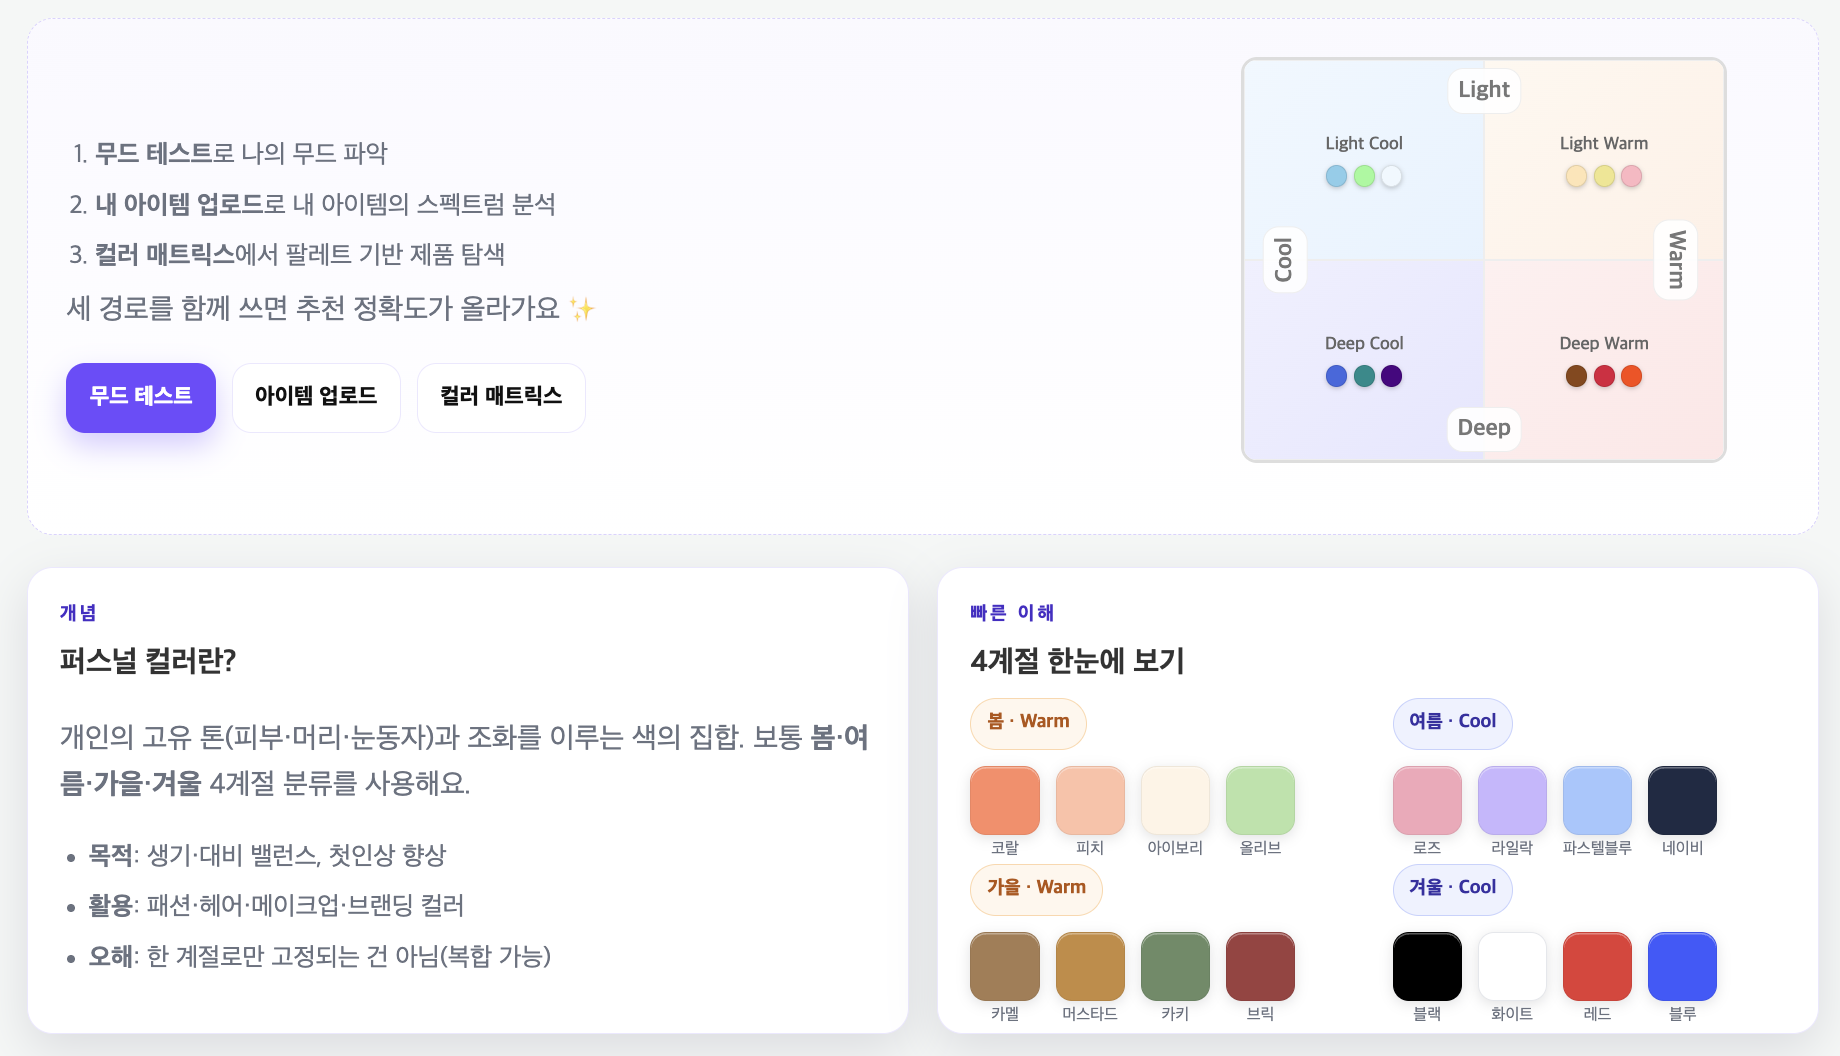 1. 무드 테스트로 나의 무드 파악
2. 내 아이템 업로드로 내 아이템의 스펙트럼 분석
3. 컬러 매트릭스에서 팔레트 기반 제품 탐색
세 경로를 함께 쓰면 추천 정확도가 올라가요 ✨
무드 테스트 아이템 업로드 컬러 매트릭스
Light
Light Cool Light Warm
Cool Warm
Deep Cool Deep Warm
Deep
개념
퍼스널 컬러란?
개인의 고유 톤(피부·머리·눈동자)과 조화를 이루는 색의 집합. 보통 봄·여
름·가을·겨울 4계절 분류를 사용해요.
• 목적: 생기·대비 밸런스, 첫인상 향상
• 활용: 패션·헤어·메이크업·브랜딩 컬러
• 오해: 한 계절로만 고정되는 건 아님(복합 가능)
빠른 이해
4계절 한눈에 보기
봄 · Warm
코랄 피치 아이보리 올리브
여름 · Cool
로즈 라일락 파스텔블루 네이비
가을 · Warm
카멜 머스타드 카키 브릭
겨울 · Cool
블랙 화이트 레드 블루